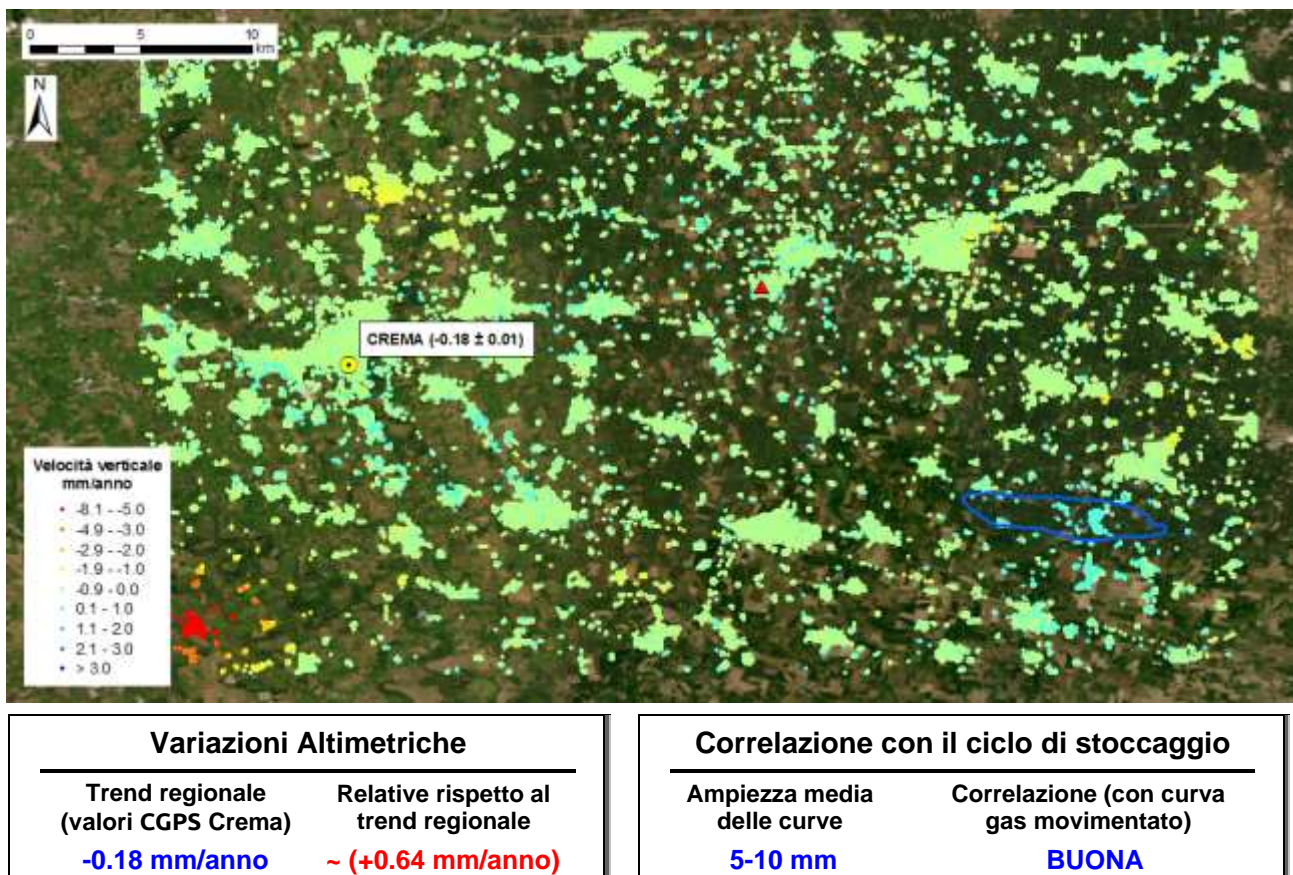 0 5 10
km
N
CREMA (-0.18 ± 0.01)
Velocità verticale
mm/anno
-8.1 - -5.0
-4.9 - -3.0
-2.9 - -2.0
-1.9 - -1.0
-0.9 - 0.0
0.1 - 1.0
1.1 - 2.0
2.1 - 3.0
> 3.0
Variazioni Altimetriche
Trend regionale
(valori CGPS Crema)
-0.18 mm/anno
Relative rispetto al
trend regionale
~ (+0.64 mm/anno)
Correlazione con il ciclo di stoccaggio
Ampiezza media
delle curve
5-10 mm
Correlazione (con curva
gas movimentato)
BUONA